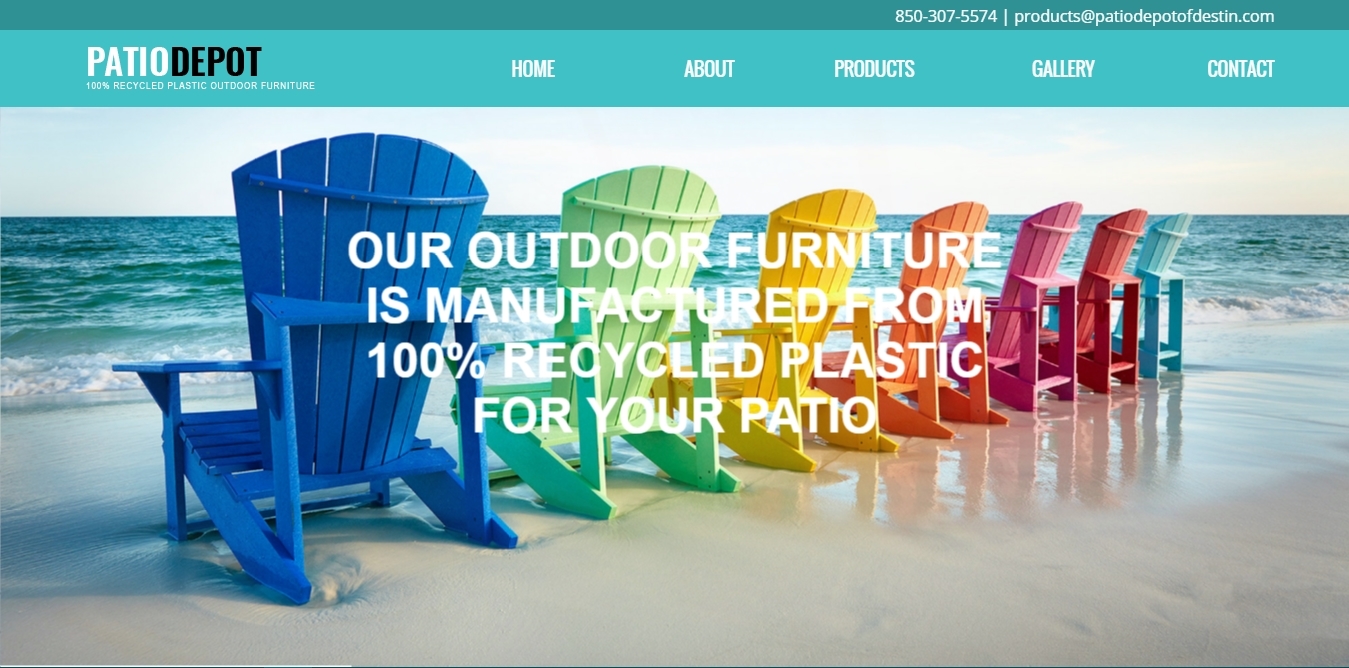 850-307-5574 | products@patiodepotofdestin.com
PATIODEPOT
100% RECYCLED PLASTIC OUTDOOR FURNITURE
HOME ABOUT PRODUCTS GALLERY CONTACT
OUR OUTDOOR FURNITURE
IS MANUFACTURED FROM
100% RECYCLED PLASTIC
FOR YOUR PATIO